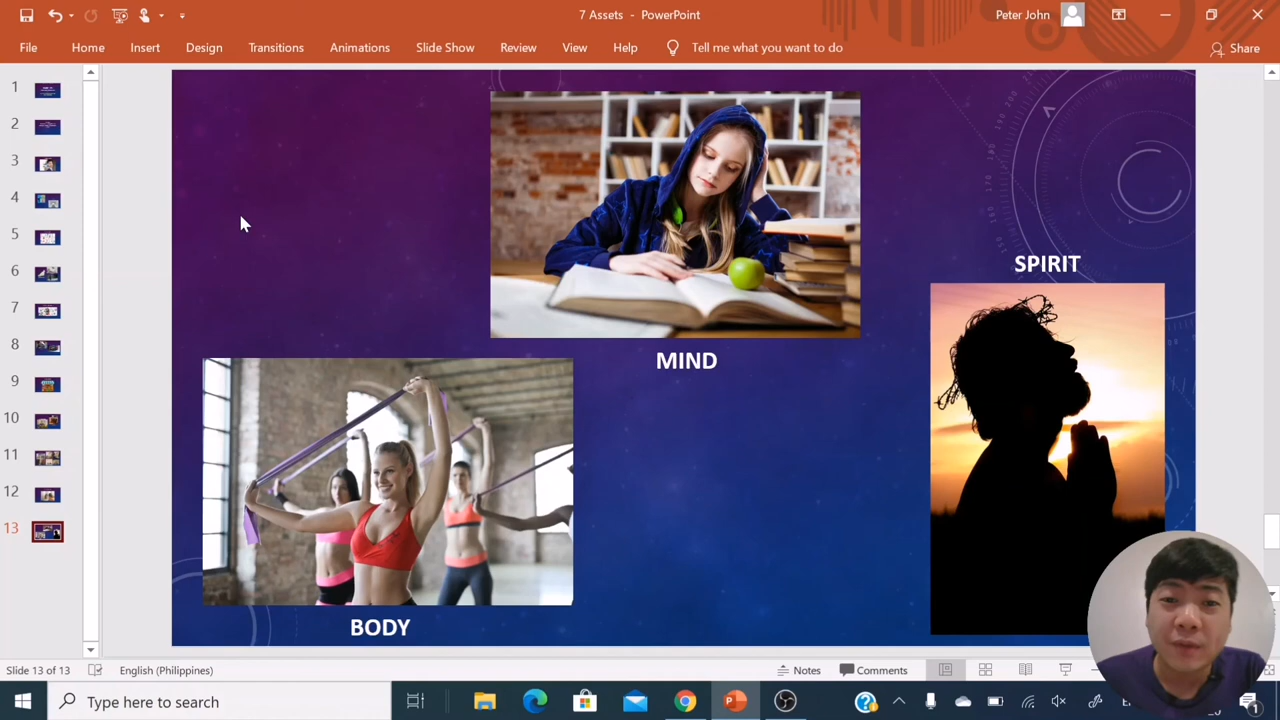 7 Assets - PowerPoint
Peter John
File Home Insert Design Transitions Animations Slide Show Review View Help Tell me what you want to do Share
1
2
3
4
5
6
7
8
9
10
11
12
13
SPIRIT
MIND
BODY
Slide 13 of 13 English (Philippines) Notes Comments
Type here to search